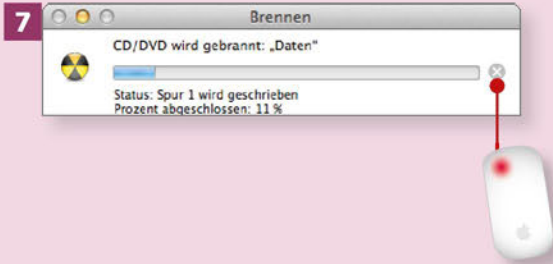 7
Brennen
CD/DVD wird gebrannt: „Daten“
Status: Spur 1 wird geschrieben
Prozent abgeschlossen: 11 %